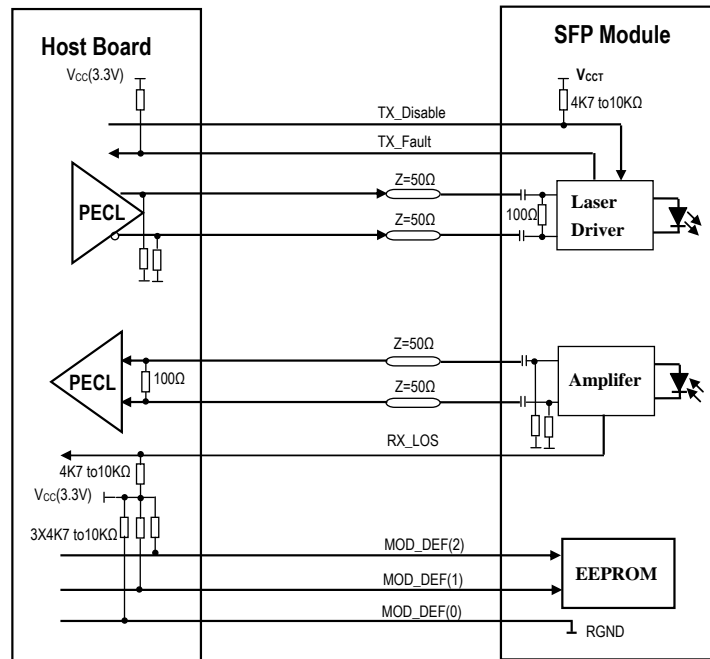 Host Board
SFP Module
VCC(3.3V)
VCCT
4K7 to10KΩ
TX_Disable
TX_Fault
PECL
Z=50Ω
Z=50Ω
100Ω
Laser
Driver
PECL
100Ω
Z=50Ω
Z=50Ω
Amplifer
RX_LOS
4K7 to10KΩ
VCC(3.3V)
3X4K7 to10KΩ
MOD_DEF(2)
MOD_DEF(1)
MOD_DEF(0)
EEPROM
RGND